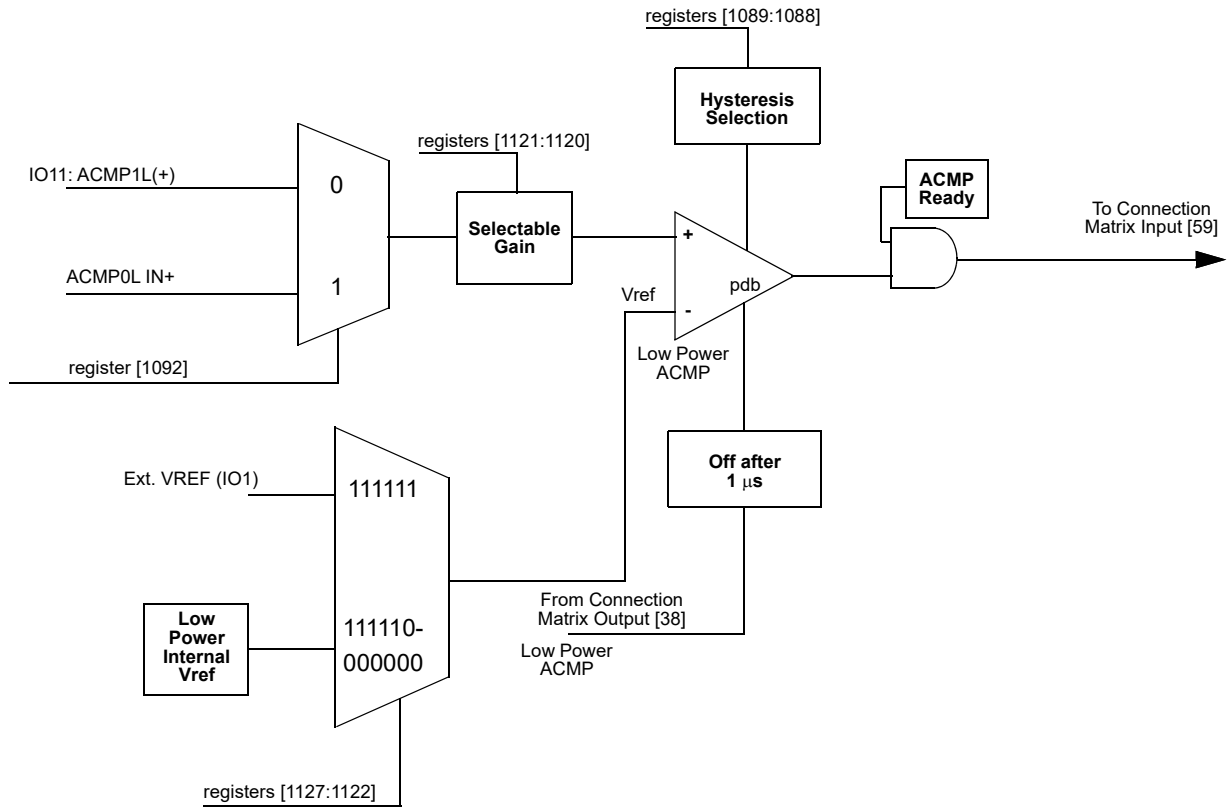 registers [1089:1088]
Hysteresis
Selection
registers [1121:1120]
IO11: ACMP1L(+)
0
Selectable
Gain
ACMP
Ready
To Connection
Matrix Input [59]
+
ACMP0L IN+
1
pdb
Vref
-
Low Power
ACMP
register [1092]
Ext. VREF (IO1)
111111
Off after
1 μs
Low
Power
Internal
Vref
111110-
000000
From Connection
Matrix Output [38]
Low Power
ACMP
registers [1127:1122]